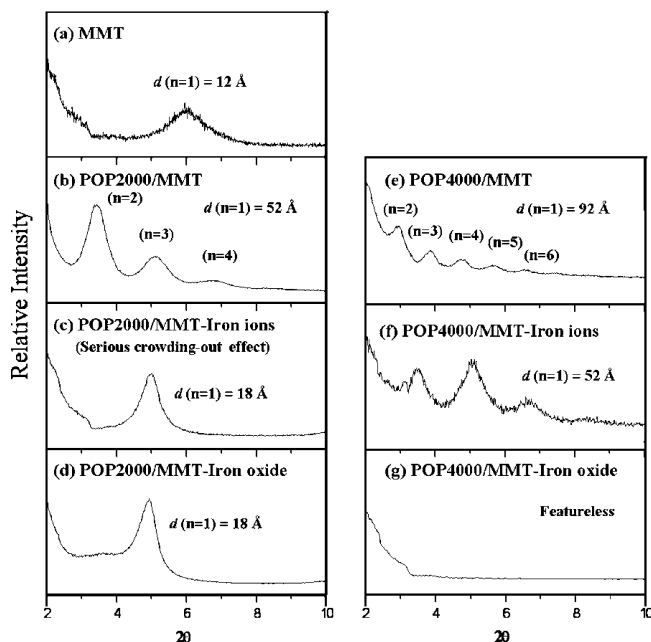 Relative Intensity
(a) MMT
d (n=1) = 12 Å
(b) POP2000/MMT
(n=2)
d (n=1) = 52 Å
(n=3)
(n=4)
(c) POP2000/MMT-Iron ions
(Serious crowding-out effect)
d (n=1) = 18 Å
(d) POP2000/MMT-Iron oxide
d (n=1) = 18 Å
2 4 6 8 10
2θ
(e) POP4000/MMT
(n=2)
d (n=1) = 92 Å
(n=3)
(n=4)
(n=5)
(n=6)
(f) POP4000/MMT-Iron ions
d (n=1) = 52 Å
(g) POP4000/MMT-Iron oxide
Featureless
2 4 6 8 10
2θ